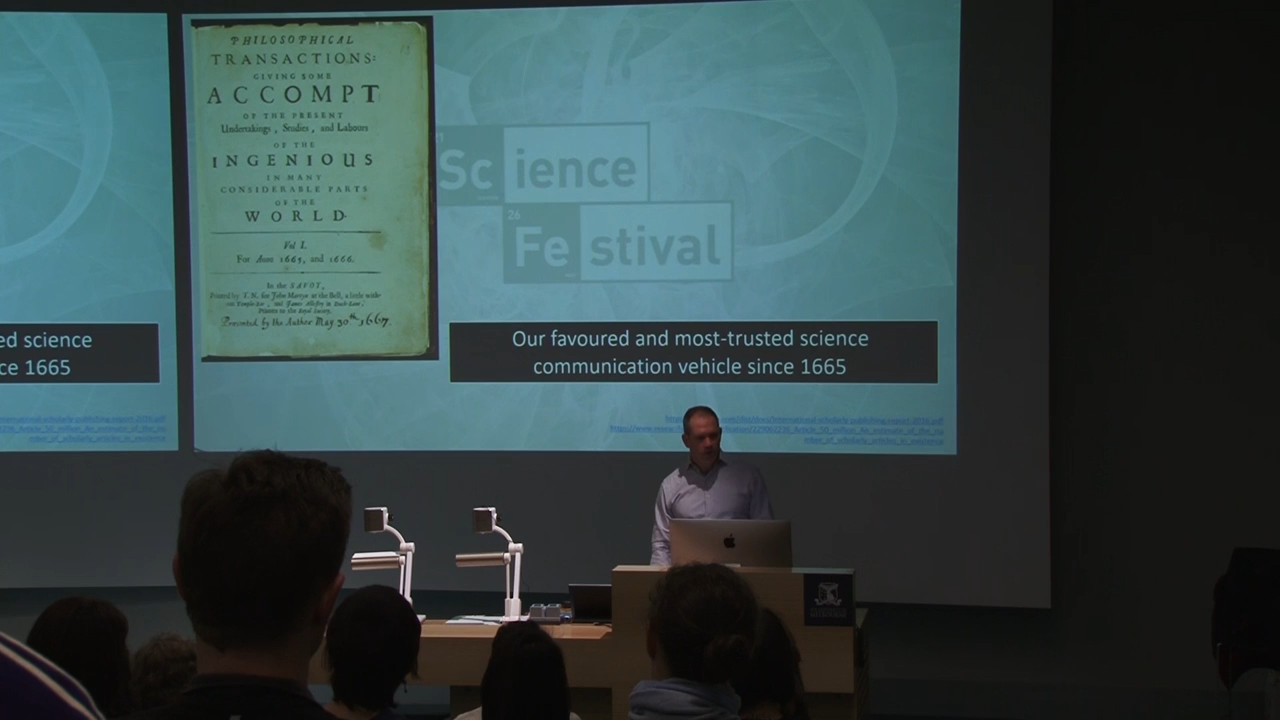 PHILOSOPHICAL
TRANSACTIONS:
GIVING SOME
ACCOMPT
OF THE PRESENT
Undertakings, Studies, and Labours
OF THE
INGENIOUS
IN MANY
CONSIDERABLE PARTS
OF THE
WORLD
Vol I.
For Anno 1665, and 1666.
In the SAVOY,
Printed by T. N. for John Martyn at the Bell, a little with-
out Temple-Bar, and James Allestry in Duck-Lane,
Printers to the Royal Society.
Presented by the Author May 30th 1667.
21
Science
26
Festival
Our favoured and most-trusted science
communication vehicle since 1665
ed science
ce 1665